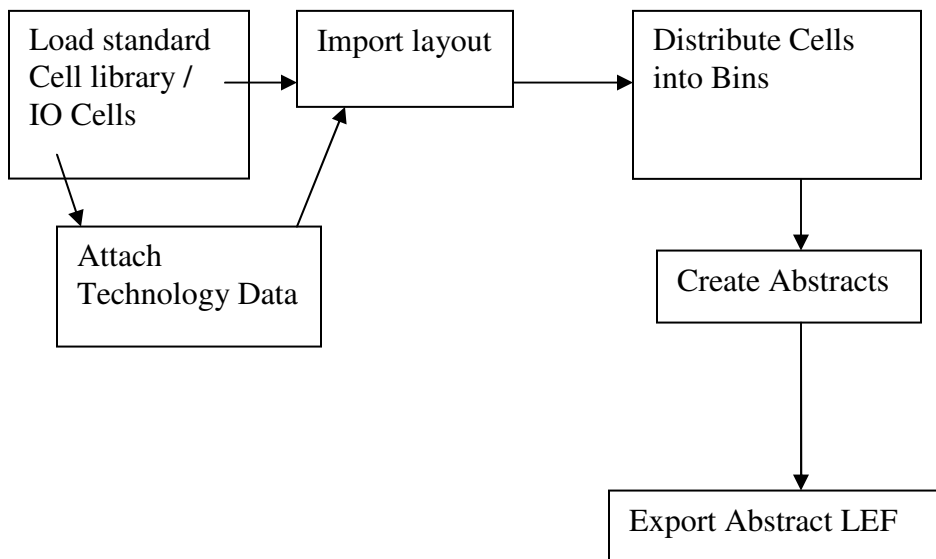 Load standard
Cell library /
IO Cells
Import layout
Distribute Cells
into Bins
Attach
Technology Data
Create Abstracts
Export Abstract LEF